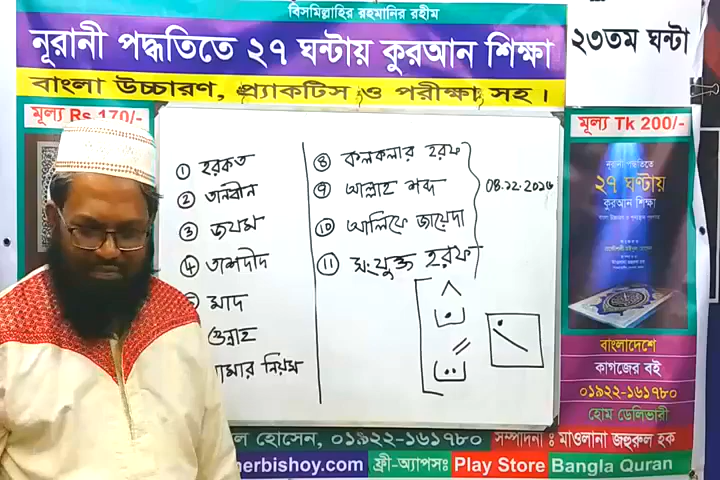 বিসমিল্লাহির রহমানির রহীম
নূরানী পদ্ধতিতে ২৭ ঘন্টায় কুরআন শিক্ষা
২৩তম ঘন্টা
বাংলা উচ্চারণ, প্র্যাকটিস ও পরীক্ষা সহ।
মূল্য Rs 170/-
মূল্য Tk 200/-
① হরকত
② তানবীন
③ জযম
④ তাশদীদ
মাদ
গুন্নাহ
নিয়ম
⑧ কলকলার হরফ
⑨ আল্লাহ শব্দ
⑩ আলিফে জায়েদা
⑪ সংযুক্ত হরফ
নূরানী পদ্ধতিতে
২৭ ঘন্টায়
কুরআন শিক্ষা
বাংলাদেশে
কাগজের বই
০১৯২২-১৬১৭৮০
হোম ডেলিভারী
হোসেন, ০১৯২২-১৬১৭৮০
সম্পাদনা : মাওলানা জহুরুল হক
herbishoy.com
ফ্রী-অ্যাপসঃ Play Store Bangla Quran